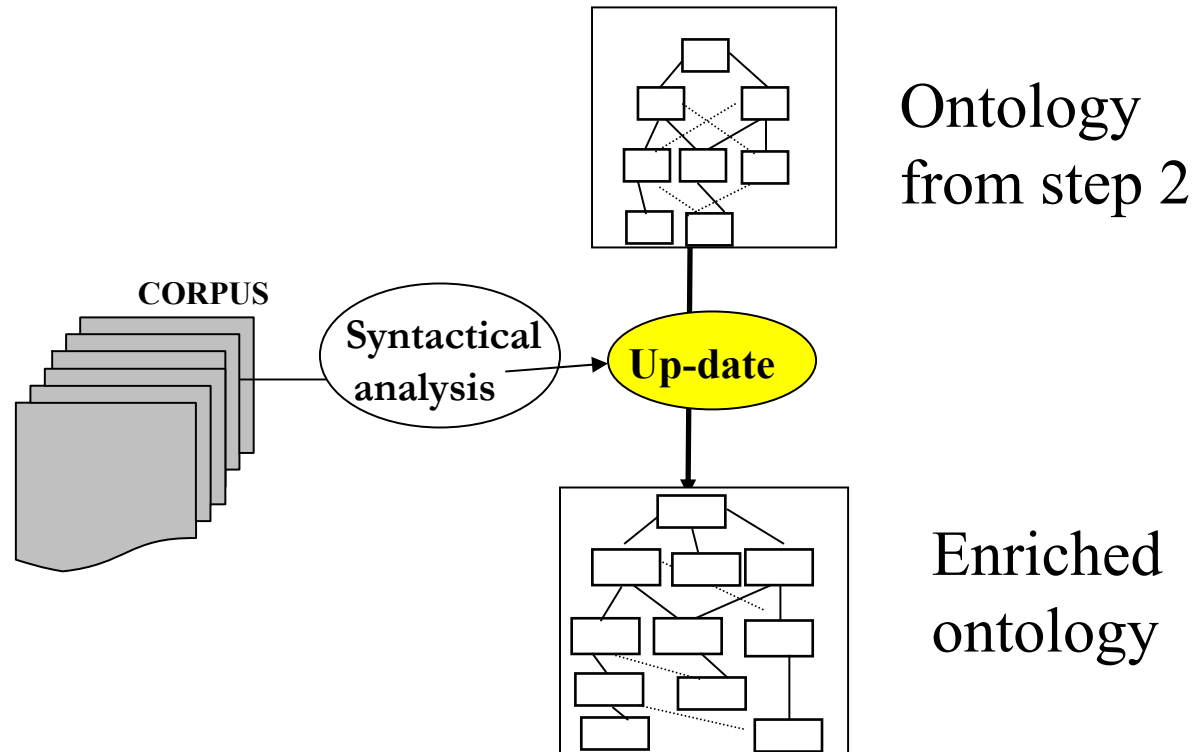 Ontology
from step 2
CORPUS
Syntactical
analysis
Up-date
Enriched
ontology